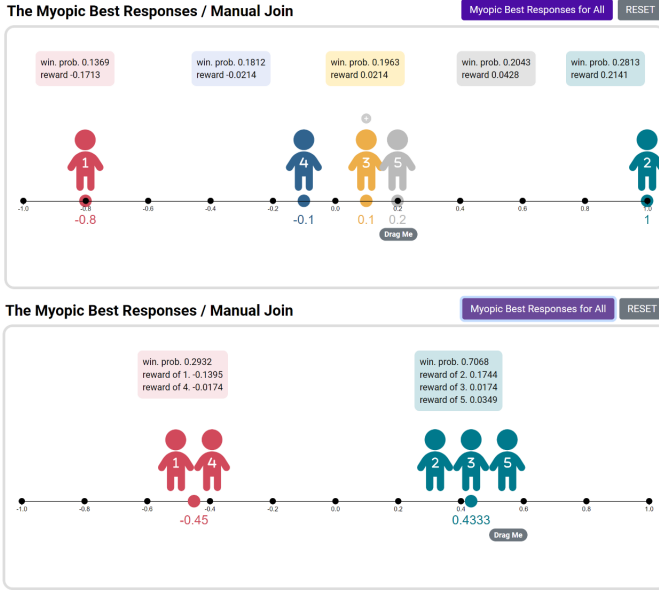 The Myopic Best Responses / Manual Join
Myopic Best Responses for All
RESET
win. prob. 0.1369
reward -0.1713
win. prob. 0.1812
reward -0.0214
win. prob. 0.1963
reward 0.0214
win. prob. 0.2043
reward 0.0428
win. prob. 0.2813
reward 0.2141
+
1
4
3
5
2
-1.0 -0.8 -0.6 -0.4 -0.2 0.0 0.2 0.4 0.6 0.8 1.0
-0.8 -0.1 0.1 0.2 1
Drag Me
The Myopic Best Responses / Manual Join
Myopic Best Responses for All
RESET
win. prob. 0.2932
reward of 1. -0.1395
reward of 4. -0.0174
win. prob. 0.7068
reward of 2. 0.1744
reward of 3. 0.0174
reward of 5. 0.0349
1
4
2
3
5
-1.0 -0.8 -0.6 -0.4 -0.2 0.0 0.2 0.4 0.6 0.8 1.0
-0.45 0.4333
Drag Me